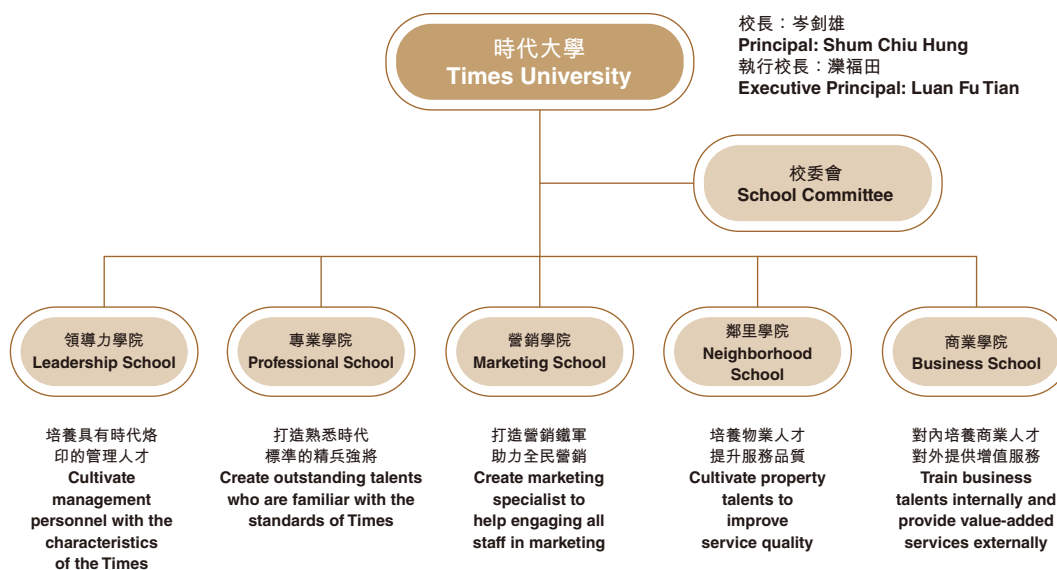 時代大學
Times University
校長：岑釗雄
Principal: Shum Chiu Hung
執行校長：灤福田
Executive Principal: Luan Fu Tian
校委會
School Committee
領導力學院
Leadership School
專業學院
Professional School
營銷學院
Marketing School
鄰里學院
Neighborhood
School
商業學院
Business School
培養具有時代烙
印的管理人才
Cultivate
management
personnel with the
characteristics
of the Times
打造熟悉時代
標準的精兵強將
Create outstanding talents
who are familiar with the
standards of Times
打造營銷鐵軍
助力全民營銷
Create marketing
specialist to
help engaging all
staff in marketing
培養物業人才
提升服務品質
Cultivate property
talents to
improve
service quality
對內培養商業人才
對外提供增值服務
Train business
talents internally and
provide value-added
services externally